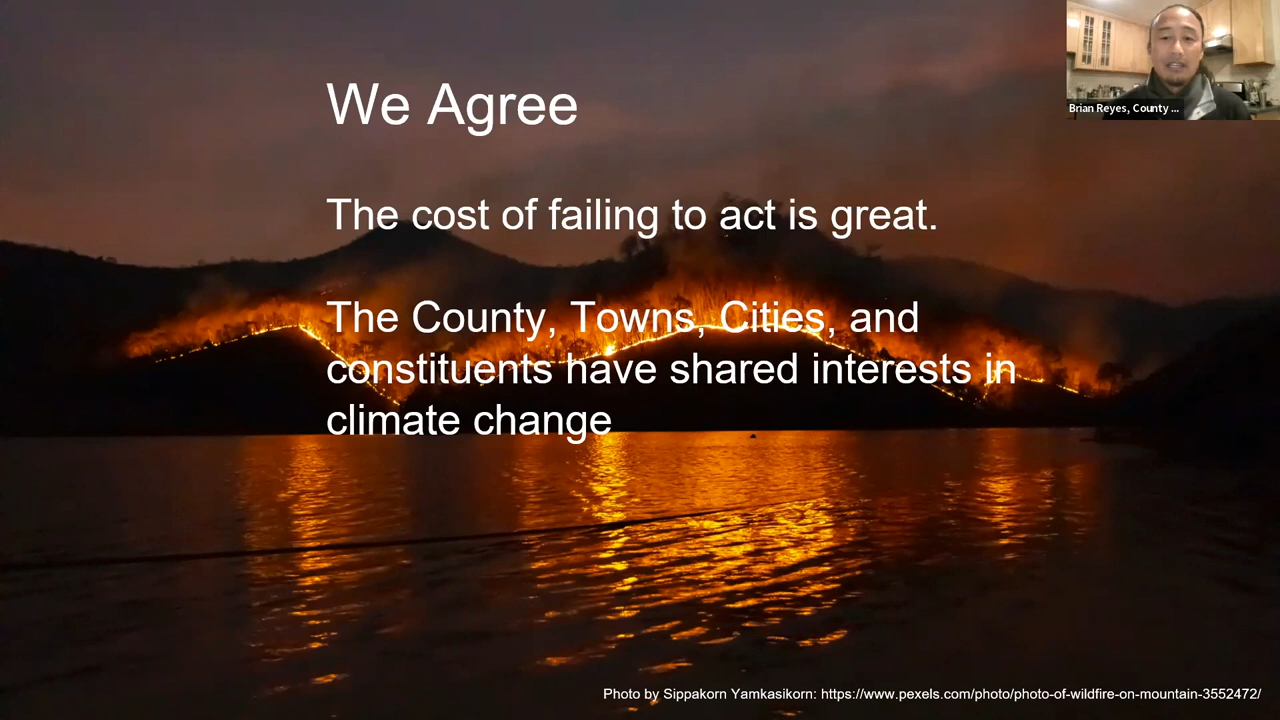 We Agree
The cost of failing to act is great.
The County, Towns, Cities, and
constituents have shared interests in
climate change
Brian Reyes, County ...
Photo by Sippakorn Yamkasikorn: https://www.pexels.com/photo/photo-of-wildfire-on-mountain-3552472/